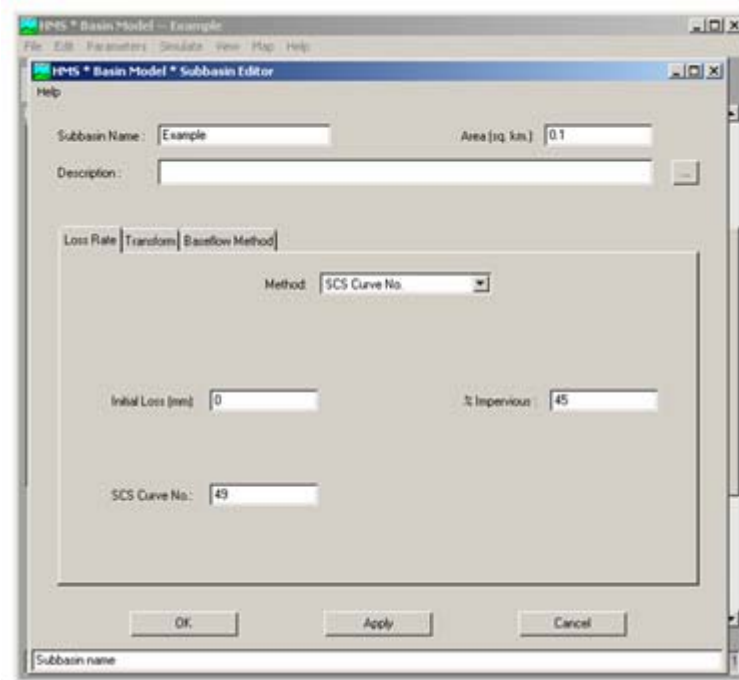 HMS * Basin Model -- Example
File Edit Parameters Simulate View Map Help
HMS * Basin Model * Subbasin Editor
Help
Subbasin Name : Example Area (sq. km.) 0.1
Description : ...
Loss Rate Transform Baseflow Method
Method: SCS Curve No.
Initial Loss (mm) 0 % Impervious : 45
SCS Curve No.: 49
OK Apply Cancel
Subbasin name
1